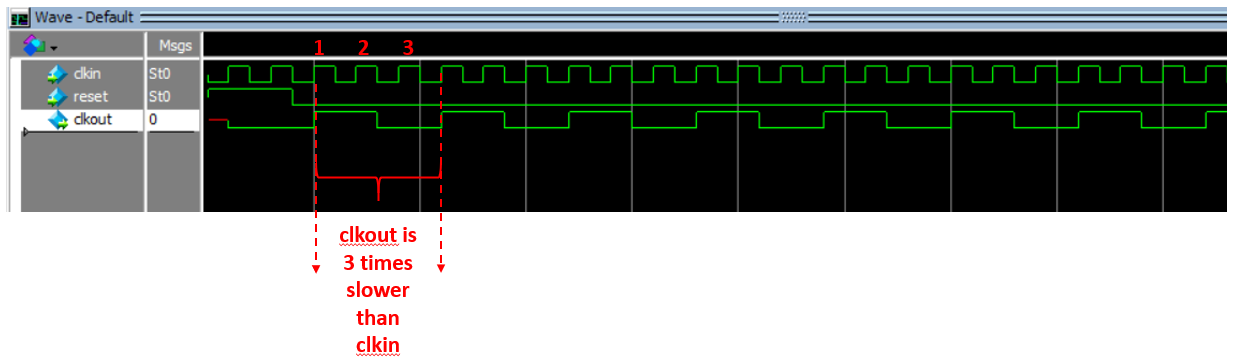 Wave - Default
Msgs
1 2 3
clkin St0
reset St0
clkout 0
clkout is
3 times
slower
than
clkin